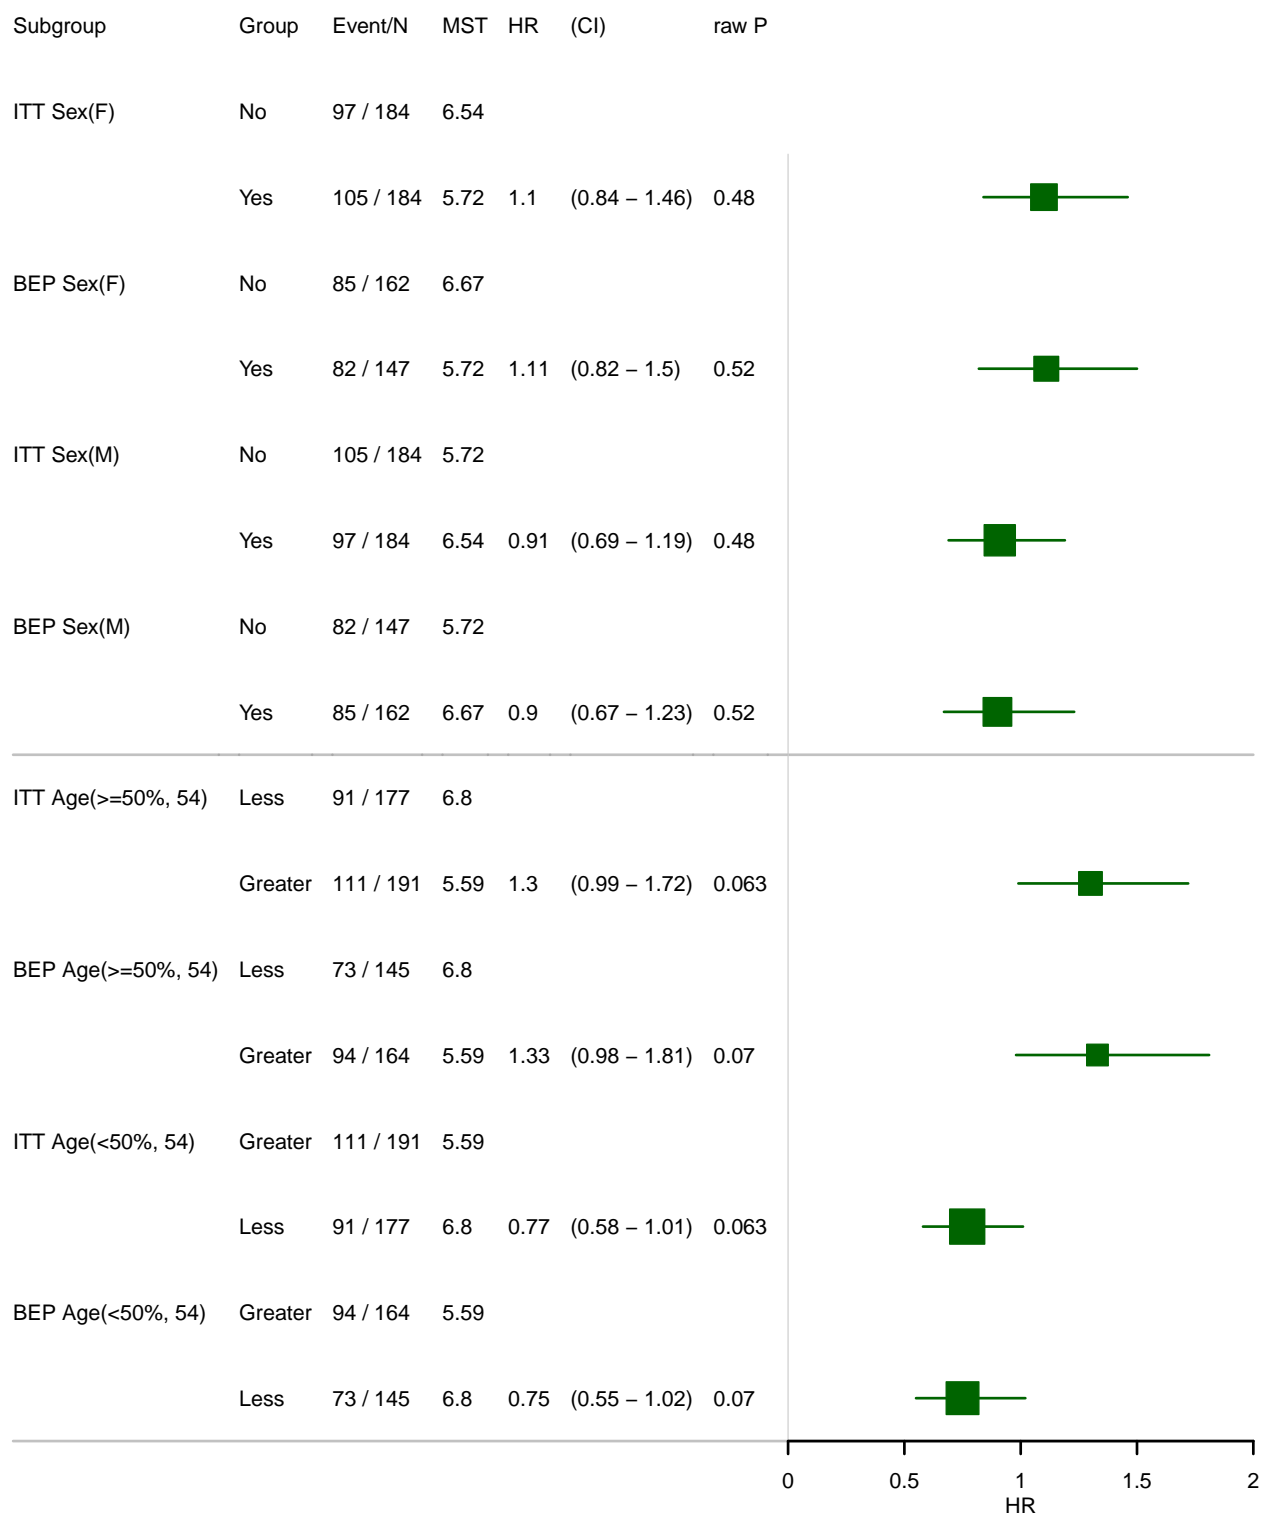 Subgroup Group Event/N MST HR (CI) raw P
ITT Sex(F) No 97 / 184 6.54
Yes 105 / 184 5.72 1.1 (0.84 – 1.46) 0.48
BEP Sex(F) No 85 / 162 6.67
Yes 82 / 147 5.72 1.11 (0.82 – 1.5) 0.52
ITT Sex(M) No 105 / 184 5.72
Yes 97 / 184 6.54 0.91 (0.69 – 1.19) 0.48
BEP Sex(M) No 82 / 147 5.72
Yes 85 / 162 6.67 0.9 (0.67 – 1.23) 0.52
ITT Age(>=50%, 54) Less 91 / 177 6.8
Greater 111 / 191 5.59 1.3 (0.99 – 1.72) 0.063
BEP Age(>=50%, 54) Less 73 / 145 6.8
Greater 94 / 164 5.59 1.33 (0.98 – 1.81) 0.07
ITT Age(<50%, 54) Greater 111 / 191 5.59
Less 91 / 177 6.8 0.77 (0.58 – 1.01) 0.063
BEP Age(<50%, 54) Greater 94 / 164 5.59
Less 73 / 145 6.8 0.75 (0.55 – 1.02) 0.07
0 0.5 1 1.5 2
HR